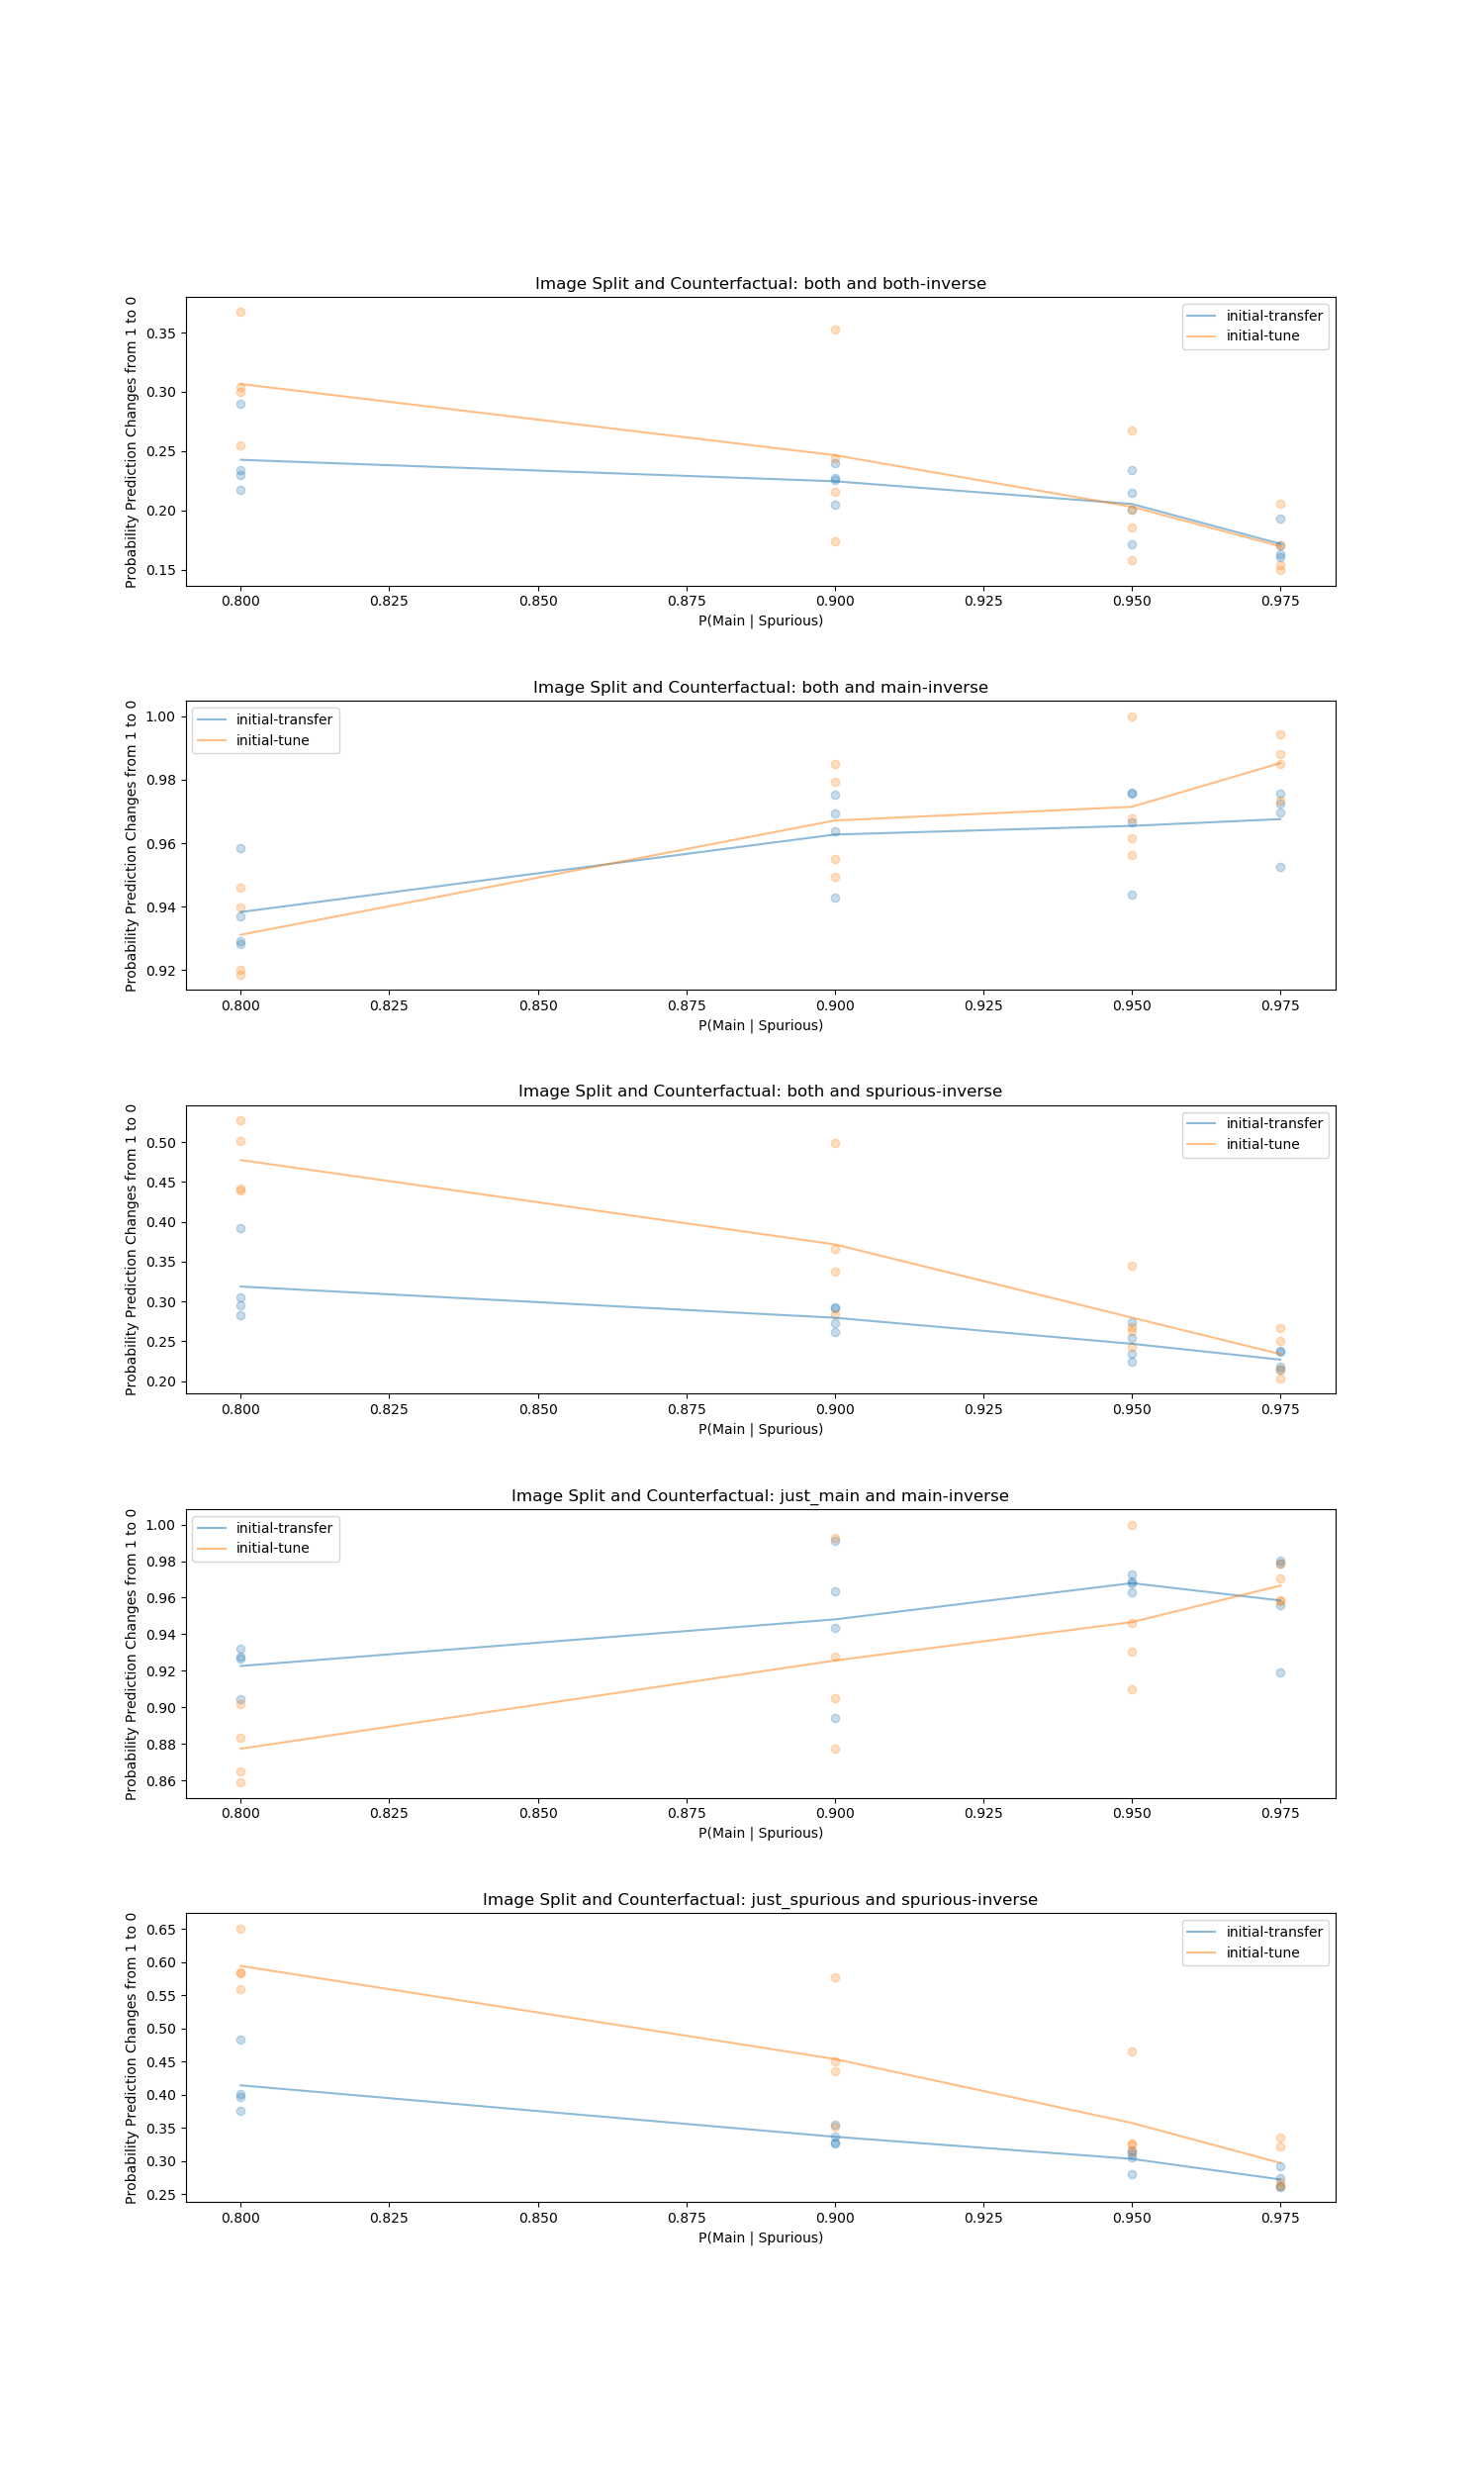 Image Split and Counterfactual: both and both-inverse
Probability Prediction Changes from 1 to 0
0.35
0.30
0.25
0.20
0.15
initial-transfer
initial-tune
0.800 0.825 0.850 0.875 0.900 0.925 0.950 0.975
P(Main | Spurious)
Image Split and Counterfactual: both and main-inverse
Probability Prediction Changes from 1 to 0
1.00
0.98
0.96
0.94
0.92
initial-transfer
initial-tune
0.800 0.825 0.850 0.875 0.900 0.925 0.950 0.975
P(Main | Spurious)
Image Split and Counterfactual: both and spurious-inverse
Probability Prediction Changes from 1 to 0
0.50
0.45
0.40
0.35
0.30
0.25
0.20
initial-transfer
initial-tune
0.800 0.825 0.850 0.875 0.900 0.925 0.950 0.975
P(Main | Spurious)
Image Split and Counterfactual: just_main and main-inverse
Probability Prediction Changes from 1 to 0
1.00
0.98
0.96
0.94
0.92
0.90
0.88
0.86
initial-transfer
initial-tune
0.800 0.825 0.850 0.875 0.900 0.925 0.950 0.975
P(Main | Spurious)
Image Split and Counterfactual: just_spurious and spurious-inverse
Probability Prediction Changes from 1 to 0
0.65
0.60
0.55
0.50
0.45
0.40
0.35
0.30
0.25
initial-transfer
initial-tune
0.800 0.825 0.850 0.875 0.900 0.925 0.950 0.975
P(Main | Spurious)